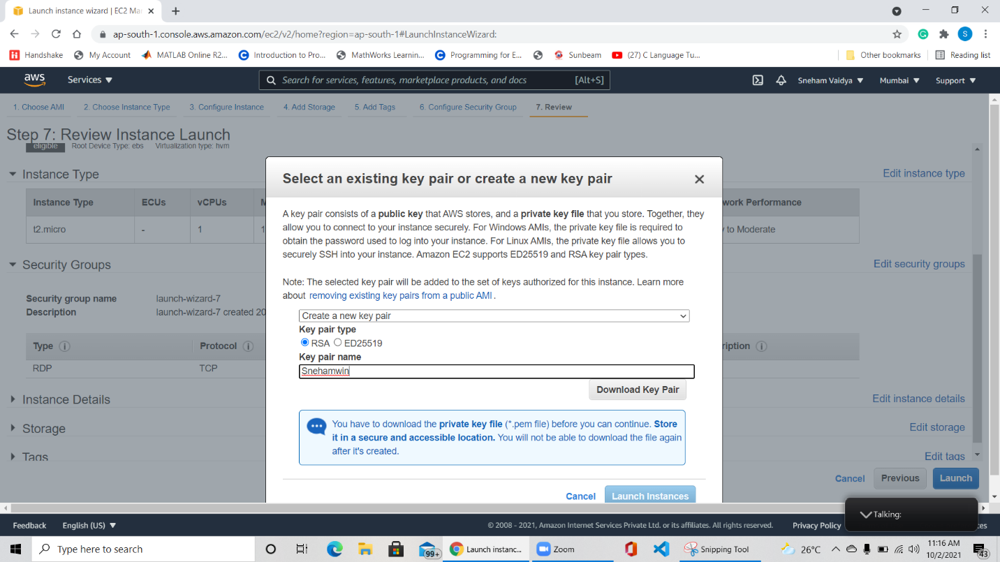 Launch instance wizard | EC2 Ma
ap-south-1.console.aws.amazon.com/ec2/v2/home?region=ap-south-1#LaunchInstanceWizard:
S
Handshake My Account MATLAB Online R2... Introduction to Pro... MathWorks Learnin... Programming for E... Sunbeam (27) C Language Tu... Other bookmarks Reading list
aws Services Search for services, features, marketplace products, and docs [Alt+S] Sneham Vaidya Mumbai Support
1. Choose AMI 2. Choose Instance Type 3. Configure Instance 4. Add Storage 5. Add Tags 6. Configure Security Group 7. Review
Step 7: Review Instance Launch
eligible Root Device Type: ebs Virtualization type: hvm
Instance Type Edit instance type
Instance Type ECUs vCPUs M work Performance
t2.micro - 1 1 to Moderate
Security Groups Edit security groups
Security group name launch-wizard-7
Description launch-wizard-7 created 20
Type Protocol ription
RDP TCP
Instance Details Edit instance details
Storage Edit storage
Tags Edit tags
Select an existing key pair or create a new key pair
A key pair consists of a public key that AWS stores, and a private key file that you store. Together, they
allow you to connect to your instance securely. For Windows AMIs, the private key file is required to
obtain the password used to log into your instance. For Linux AMIs, the private key file allows you to
securely SSH into your instance. Amazon EC2 supports ED25519 and RSA key pair types.
Note: The selected key pair will be added to the set of keys authorized for this instance. Learn more
about removing existing key pairs from a public AMI .
Create a new key pair
Key pair type
RSA ED25519
Key pair name
Snehamwin
Download Key Pair
You have to download the private key file (*.pem file) before you can continue. Store
it in a secure and accessible location. You will not be able to download the file again
after it's created.
Cancel Launch Instances
Cancel Previous Launch
Talking:
Feedback English (US) © 2008 - 2021, Amazon Internet Services Private Ltd. or its affiliates. All rights reserved. Privacy Policy ces
Type here to search 99+ Launch instanc... Zoom Snipping Tool 26°C 11:16 AM
10/2/2021 43